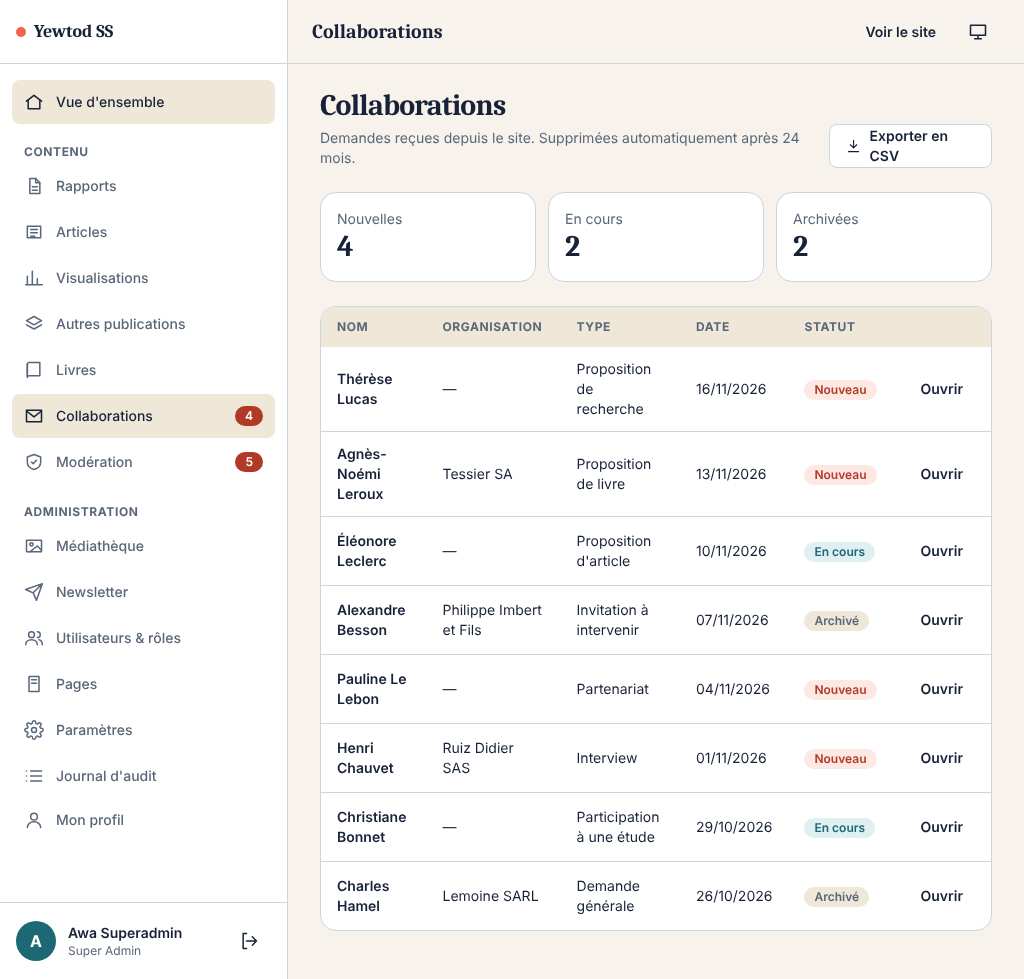 Yewtod SS
Vue d'ensemble
CONTENU
Rapports
Articles
Visualisations
Autres publications
Livres
Collaborations 4
Modération 5
ADMINISTRATION
Médiathèque
Newsletter
Utilisateurs & rôles
Pages
Paramètres
Journal d'audit
Mon profil
A
Awa Superadmin
Super Admin
Collaborations
Voir le site
Collaborations
Demandes reçues depuis le site. Supprimées automatiquement après 24
mois.
Exporter en
CSV
Nouvelles
4
En cours
2
Archivées
2
NOM ORGANISATION TYPE DATE STATUT
Thérèse
Lucas
—
Proposition
de
recherche
16/11/2026
Nouveau
Ouvrir
Agnès-
Noémi
Leroux
Tessier SA
Proposition
de livre
13/11/2026
Nouveau
Ouvrir
Éléonore
Leclerc
—
Proposition
d'article
10/11/2026
En cours
Ouvrir
Alexandre
Besson
Philippe Imbert
et Fils
Invitation à
intervenir
07/11/2026
Archivé
Ouvrir
Pauline Le
Lebon
—
Partenariat
04/11/2026
Nouveau
Ouvrir
Henri
Chauvet
Ruiz Didier
SAS
Interview
01/11/2026
Nouveau
Ouvrir
Christiane
Bonnet
—
Participation
à une étude
29/10/2026
En cours
Ouvrir
Charles
Hamel
Lemoine SARL
Demande
générale
26/10/2026
Archivé
Ouvrir